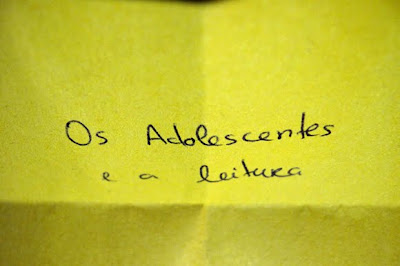 Os Adolescentes
e a leitura